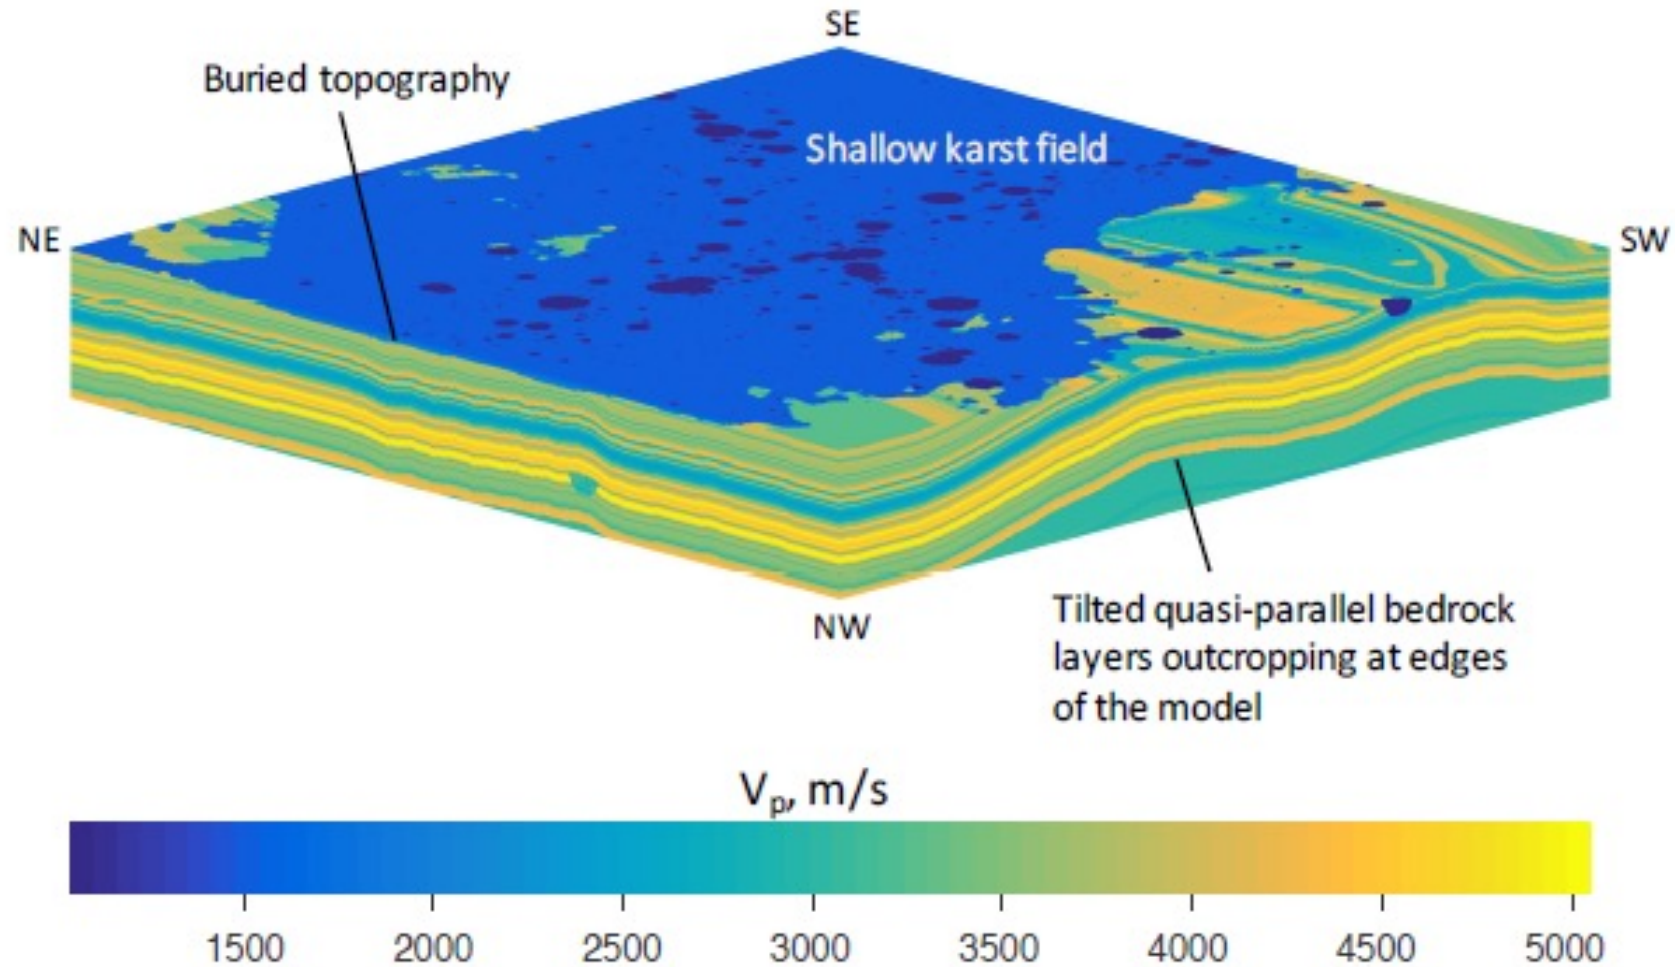 SE
Buried topography
Shallow karst field
NE
SW
NW
Tilted quasi-parallel bedrock
layers outcropping at edges
of the model
Vp, m/s
1500 2000 2500 3000 3500 4000 4500 5000